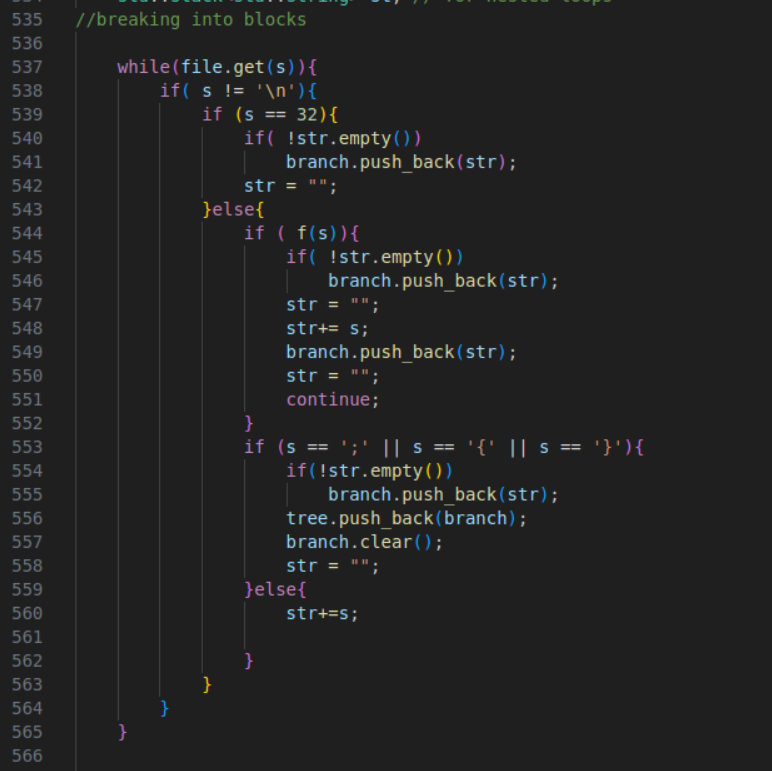 535 //breaking into blocks
536
537     while(file.get(s)){
538         if( s != '\n'){
539             if (s == 32){
540                 if( !str.empty())
541                     branch.push_back(str);
542                 str = "";
543             }else{
544                 if ( f(s)){
545                     if( !str.empty())
546                         branch.push_back(str);
547                     str = "";
548                     str+= s;
549                     branch.push_back(str);
550                     str = "";
551                     continue;
552                 }
553                 if (s == ';' || s == '{' || s == '}'){
554                     if(!str.empty())
555                         branch.push_back(str);
556                     tree.push_back(branch);
557                     branch.clear();
558                     str = "";
559                 }else{
560                     str+=s;
561
562                 }
563             }
564         }
565     }
566